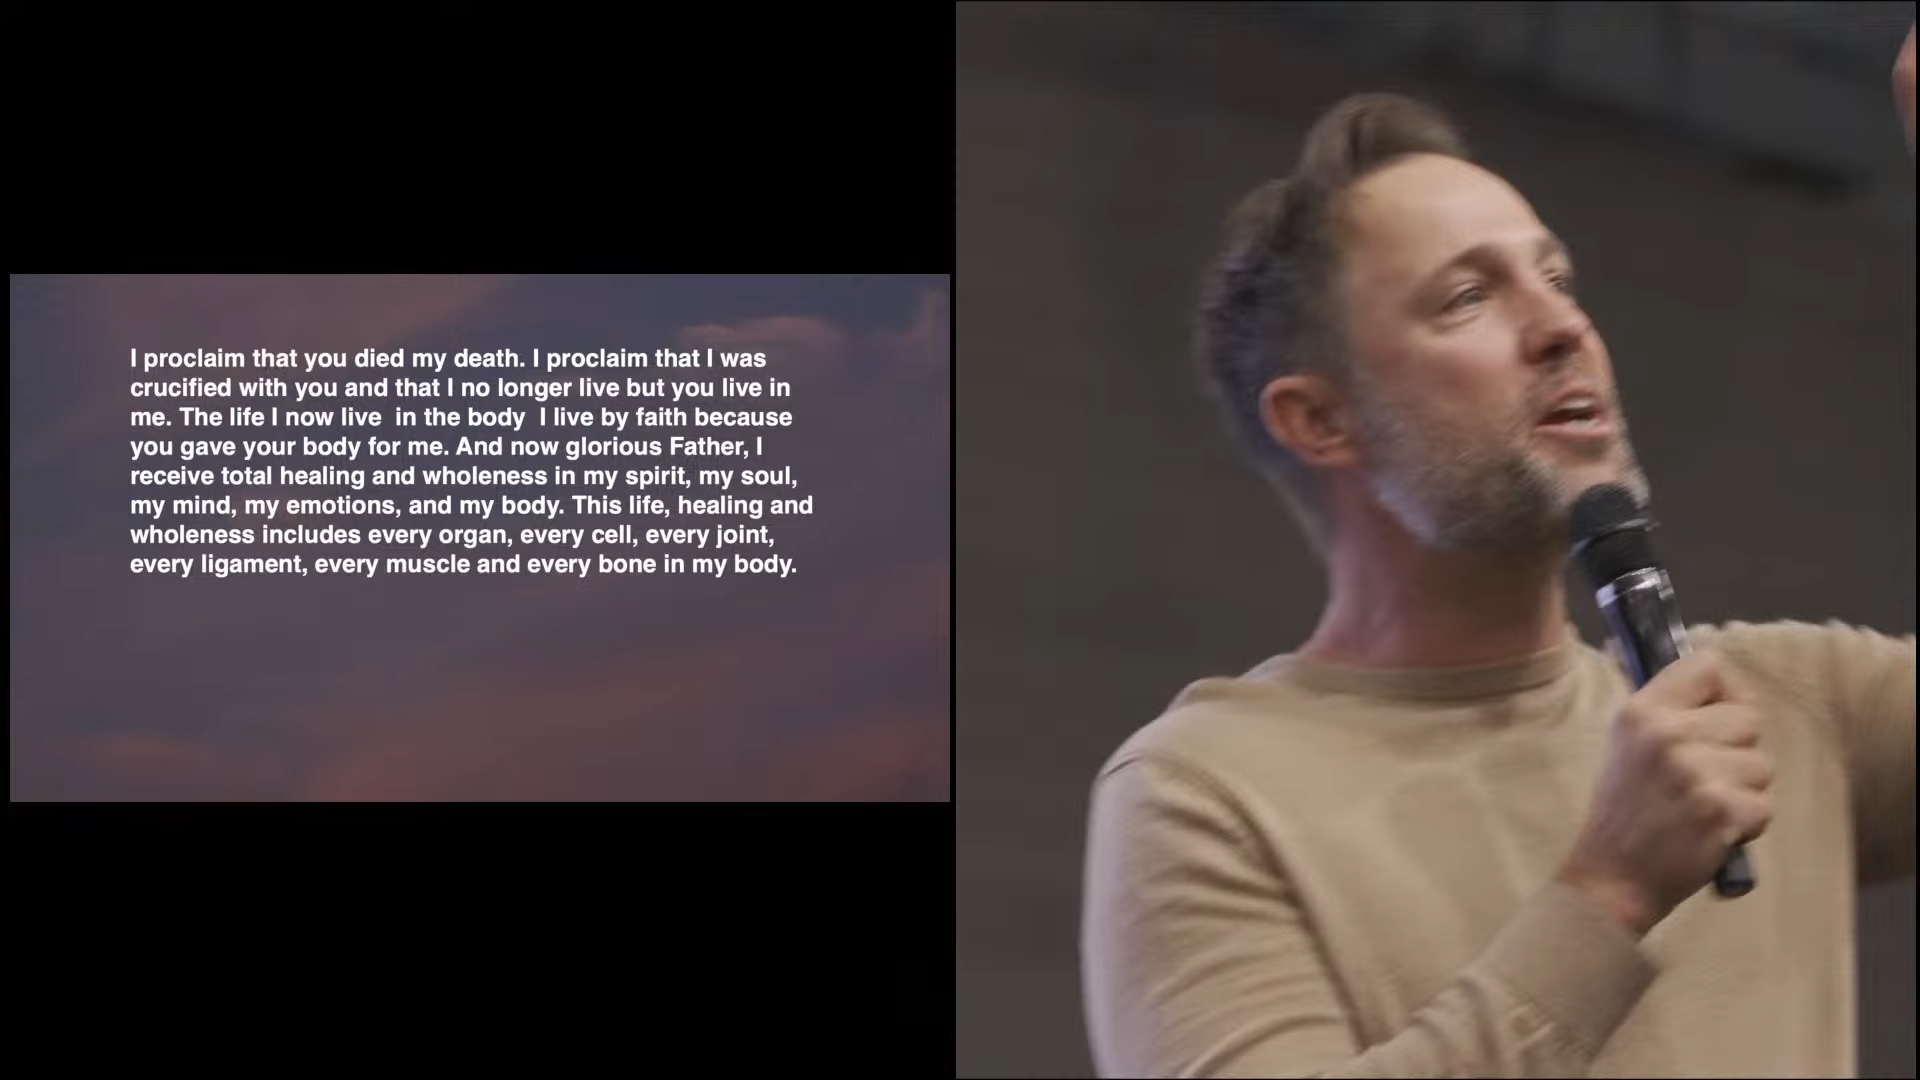 I proclaim that you died my death. I proclaim that I was
crucified with you and that I no longer live but you live in
me. The life I now live  in the body  I live by faith because
you gave your body for me. And now glorious Father, I
receive total healing and wholeness in my spirit, my soul,
my mind, my emotions, and my body. This life, healing and
wholeness includes every organ, every cell, every joint,
every ligament, every muscle and every bone in my body.